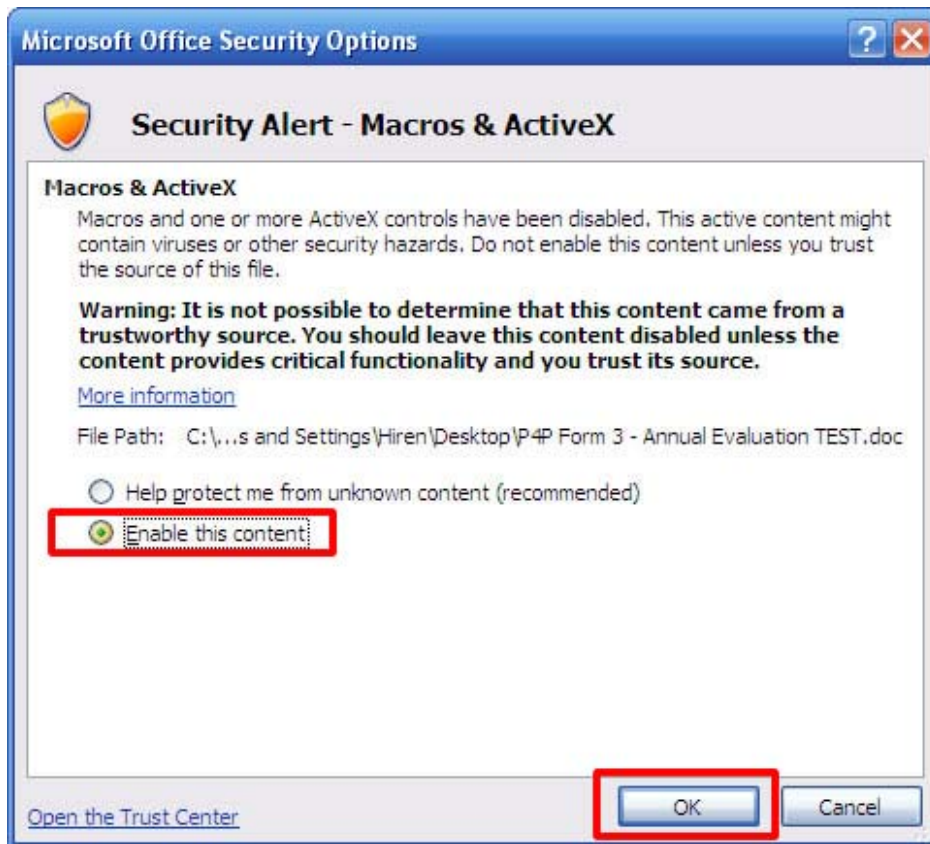 Microsoft Office Security Options
Security Alert - Macros & ActiveX
Macros & ActiveX
Macros and one or more ActiveX controls have been disabled. This active content might
contain viruses or other security hazards. Do not enable this content unless you trust
the source of this file.
Warning: It is not possible to determine that this content came from a
trustworthy source. You should leave this content disabled unless the
content provides critical functionality and you trust its source.
More information
File Path: C:\...s and Settings\Hiren\Desktop\P4P Form 3 - Annual Evaluation TEST.doc
Help protect me from unknown content (recommended)
Enable this content
Open the Trust Center
OK
Cancel